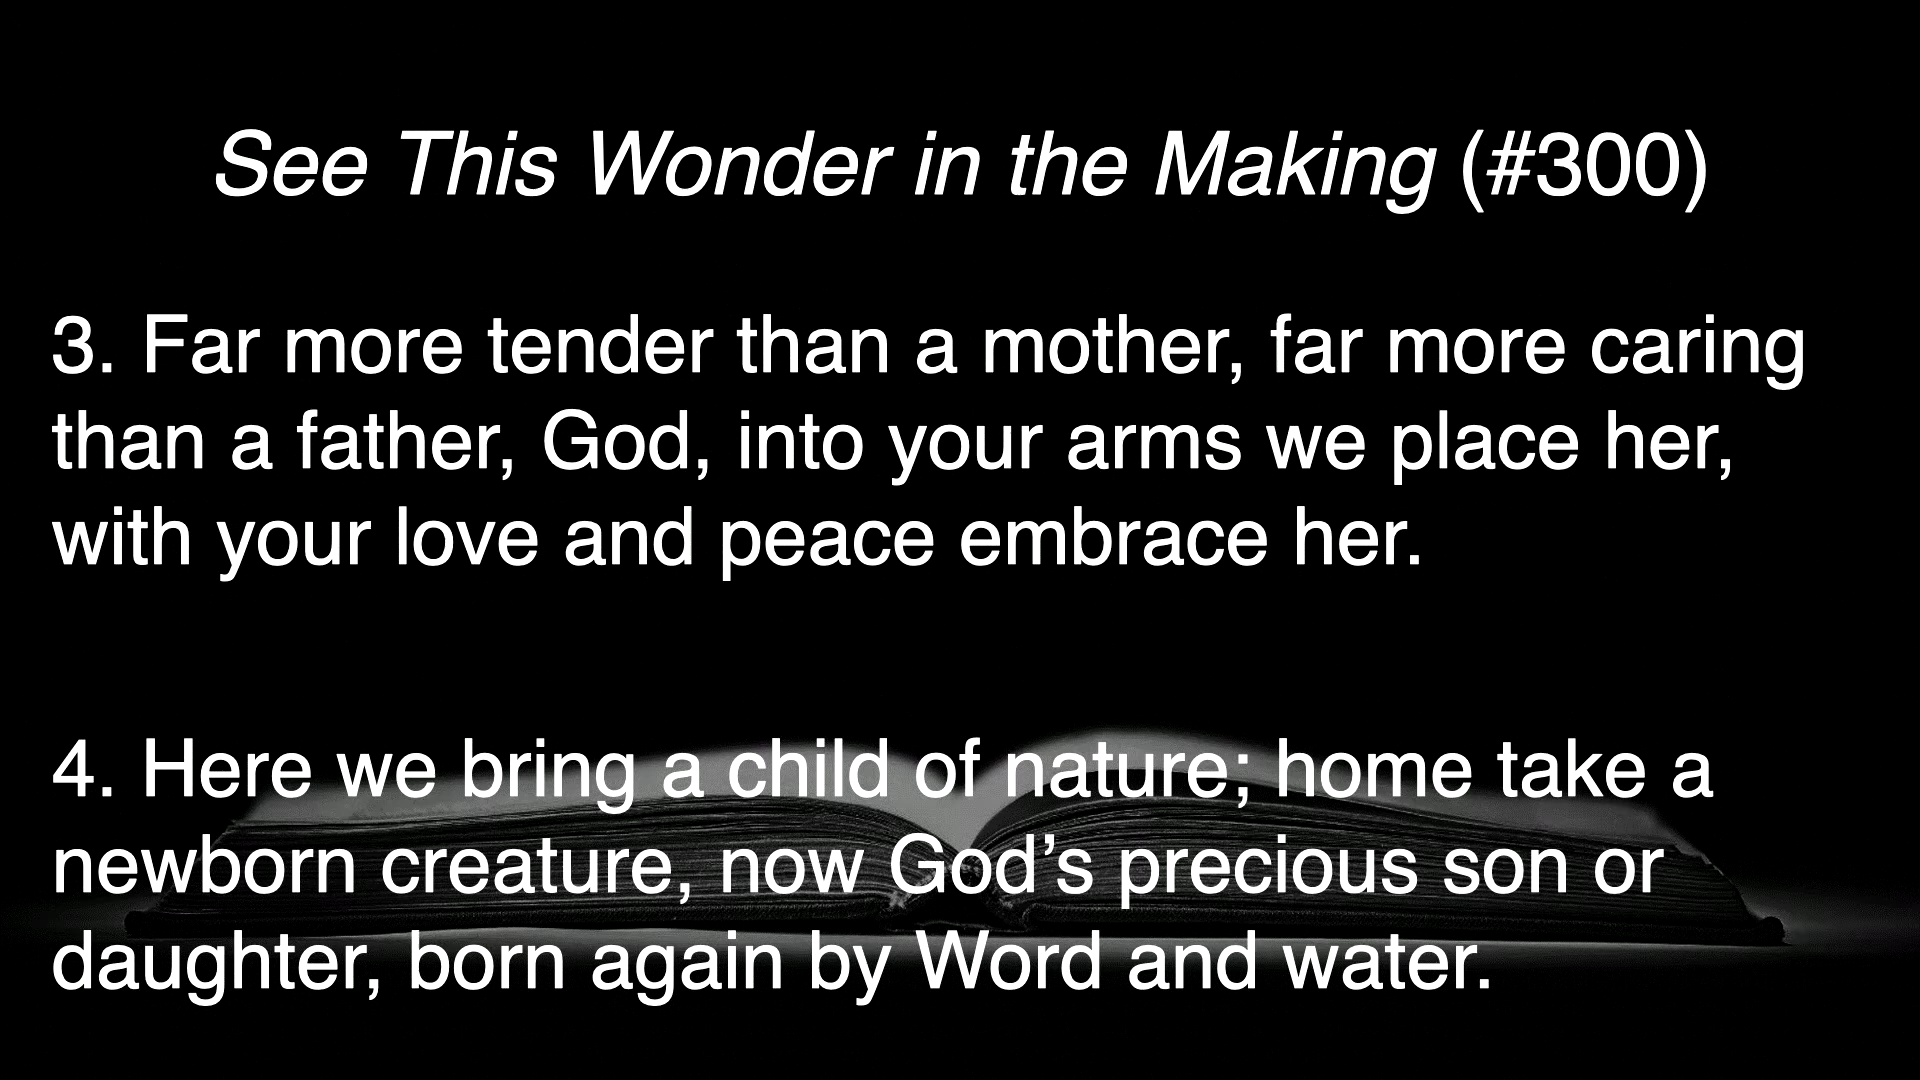 See This Wonder in the Making (#300)
3. Far more tender than a mother, far more caring
than a father, God, into your arms we place her,
with your love and peace embrace her.
4. Here we bring a child of nature; home take a
newborn creature, now God’s precious son or
daughter, born again by Word and water.